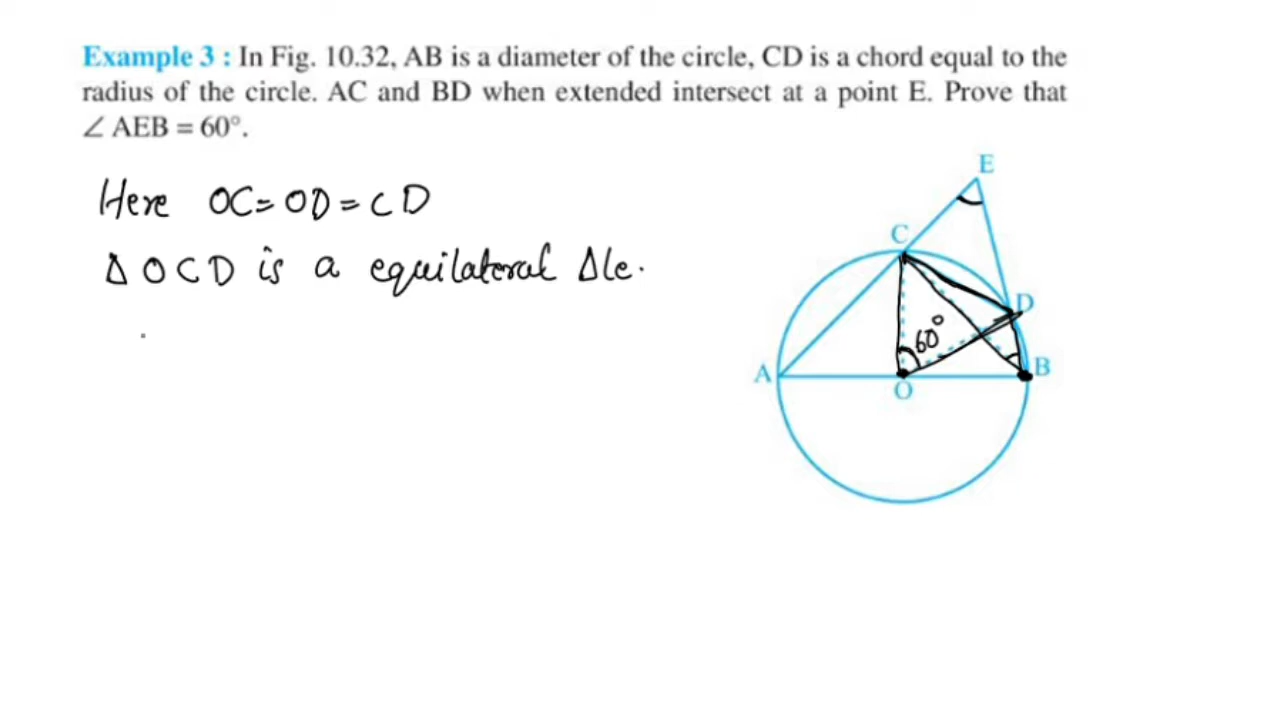 Example 3 : In Fig. 10.32, AB is a diameter of the circle, CD is a chord equal to the
radius of the circle. AC and BD when extended intersect at a point E. Prove that
∠ AEB = 60°.
Here OC = OD = CD
Δ OCD is a equilateral Δle.
E
C
D
60°
A
B
O